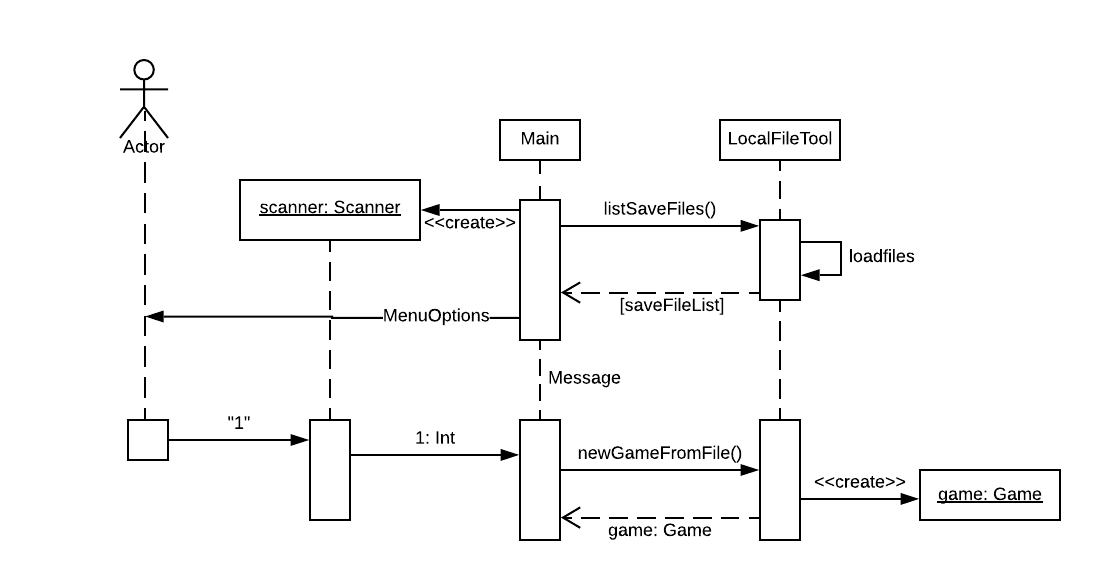 Actor
Main
LocalFileTool
scanner: Scanner
<<create>>
listSaveFiles()
loadfiles
[saveFileList]
MenuOptions
Message
"1"
1: Int
newGameFromFile()
<<create>>
game: Game
game: Game